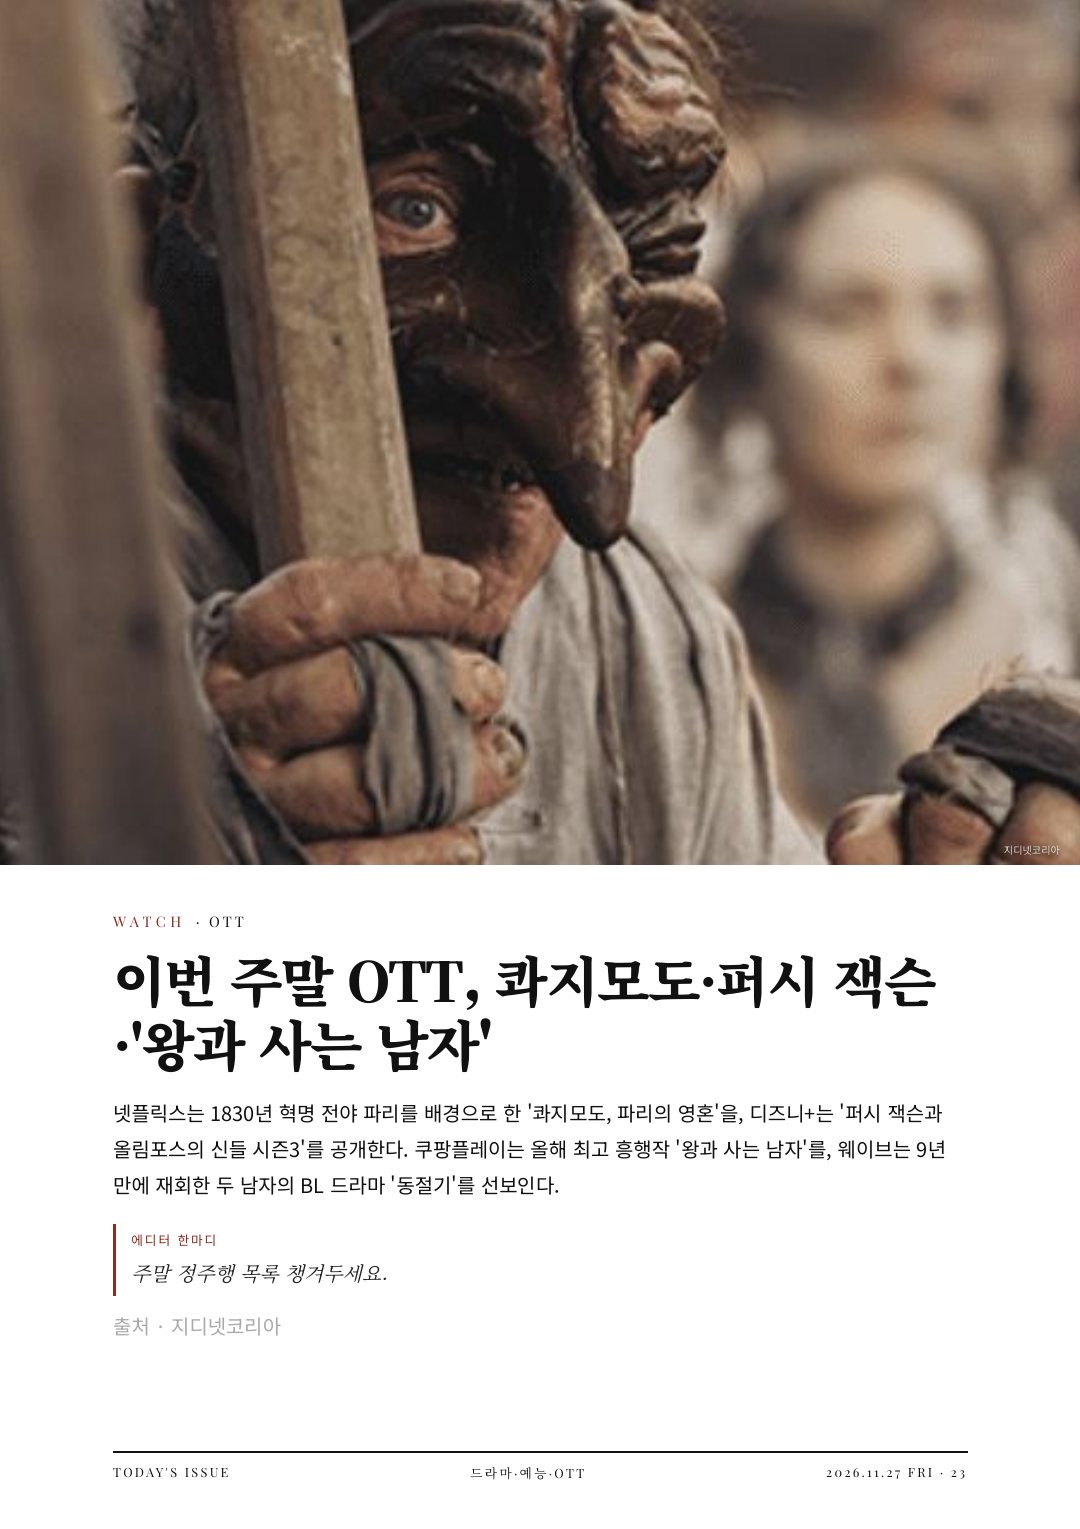 지디넷코리아
WATCH · OTT
이번 주말 OTT, 콰지모도·퍼시 잭슨
·'왕과 사는 남자'
넷플릭스는 1830년 혁명 전야 파리를 배경으로 한 '콰지모도, 파리의 영혼'을, 디즈니+는 '퍼시 잭슨과
올림포스의 신들 시즌3'를 공개한다. 쿠팡플레이는 올해 최고 흥행작 '왕과 사는 남자'를, 웨이브는 9년
만에 재회한 두 남자의 BL 드라마 '동절기'를 선보인다.
에디터 한마디
주말 정주행 목록 챙겨두세요.
출처 · 지디넷코리아
TODAY'S ISSUE
드라마·예능·OTT
2026.11.27 FRI · 23